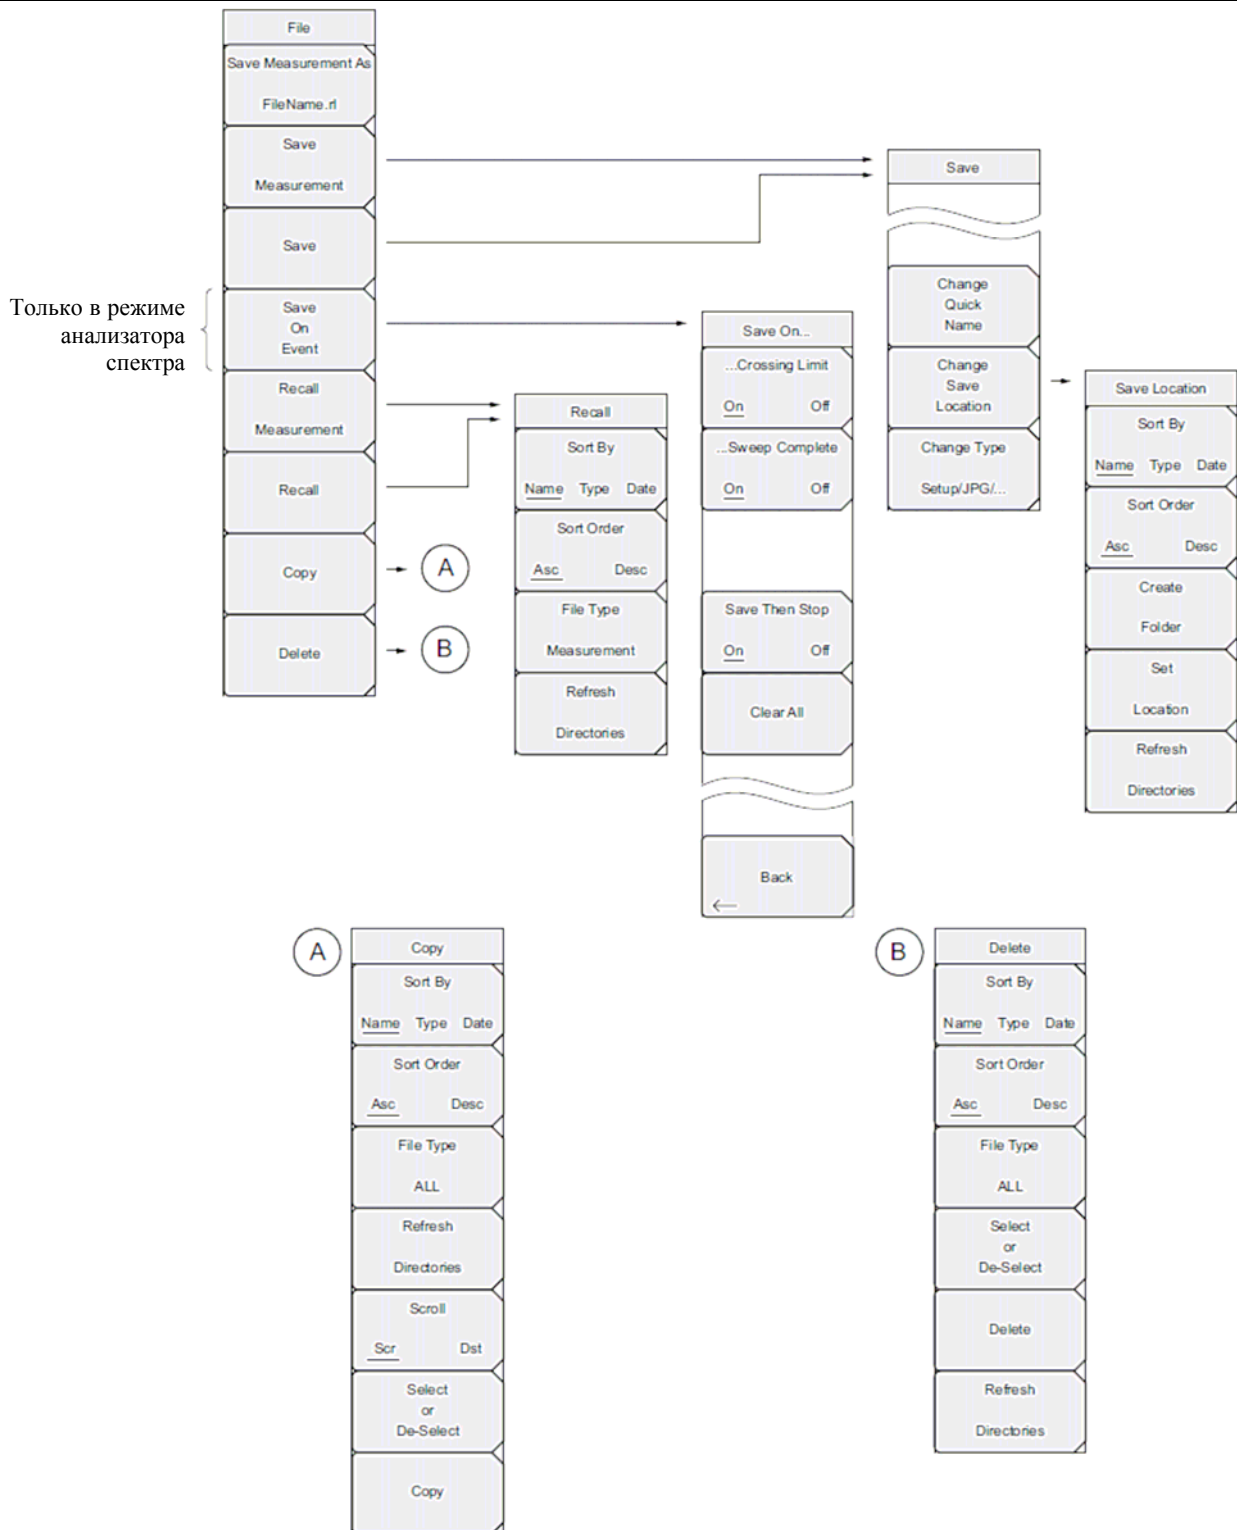 File
Save Measurement As
FileName.rl
Save
Measurement
Save
Только в режиме
анализатора
спектра
Save
On
Event
Recall
Measurement
Recall
Copy
A
Delete
B
Recall
Sort By
Name Type Date
Sort Order
Asc Desc
File Type
Measurement
Refresh
Directories
Save On...
...Crossing Limit
On Off
...Sweep Complete
On Off
Save Then Stop
On Off
Clear All
Back
Save
Change
Quick
Name
Change
Save
Location
Change Type
Setup/JPG/...
Save Location
Sort By
Name Type Date
Sort Order
Asc Desc
Create
Folder
Set
Location
Refresh
Directories
A
Copy
Sort By
Name Type Date
Sort Order
Asc Desc
File Type
ALL
Refresh
Directories
Scroll
Scr Dst
Select
or
De-Select
Copy
B
Delete
Sort By
Name Type Date
Sort Order
Asc Desc
File Type
ALL
Select
or
De-Select
Delete
Refresh
Directories